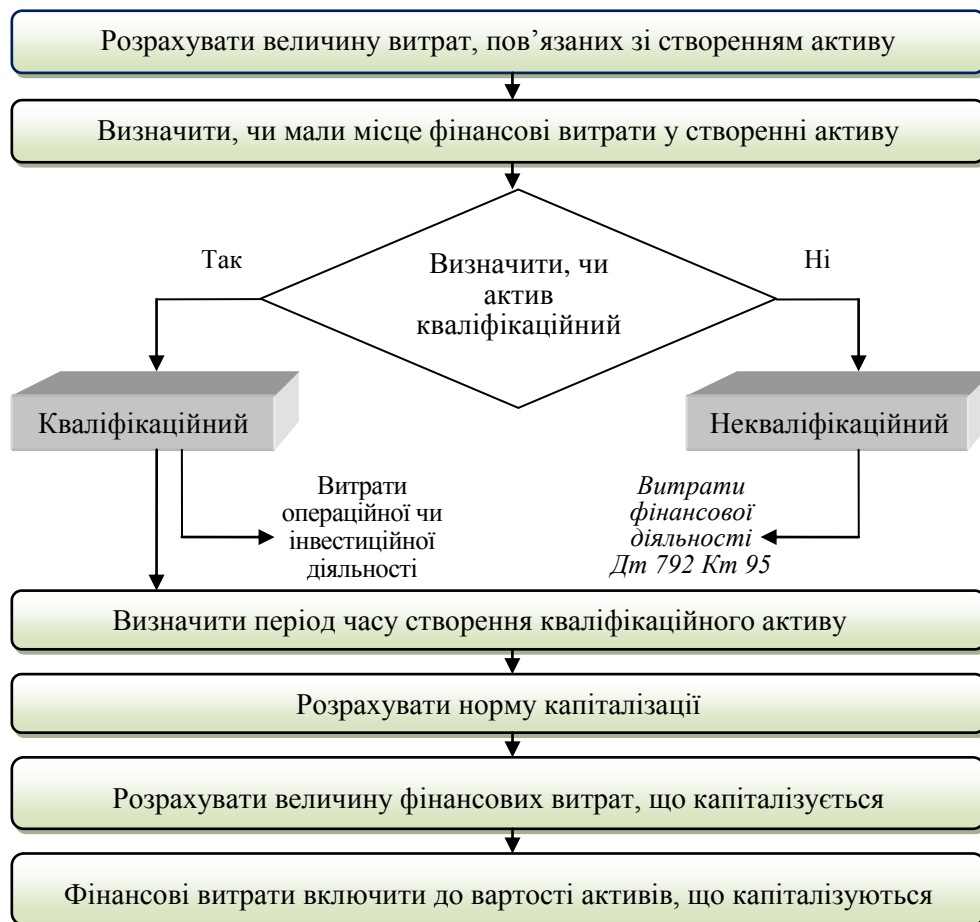 Розрахувати величину витрат, пов’язаних зі створенням активу
Визначити, чи мали місце фінансові витрати у створенні активу
Так
Визначити, чи
актив
кваліфікаційний
Ні
Кваліфікаційний
Некваліфікаційний
Витрати
операційної чи
інвестиційної
діяльності
Витрати
фінансової
діяльності
Дт 792 Кт 95
Визначити період часу створення кваліфікаційного активу
Розрахувати норму капіталізації
Розрахувати величину фінансових витрат, що капіталізується
Фінансові витрати включити до вартості активів, що капіталізуються